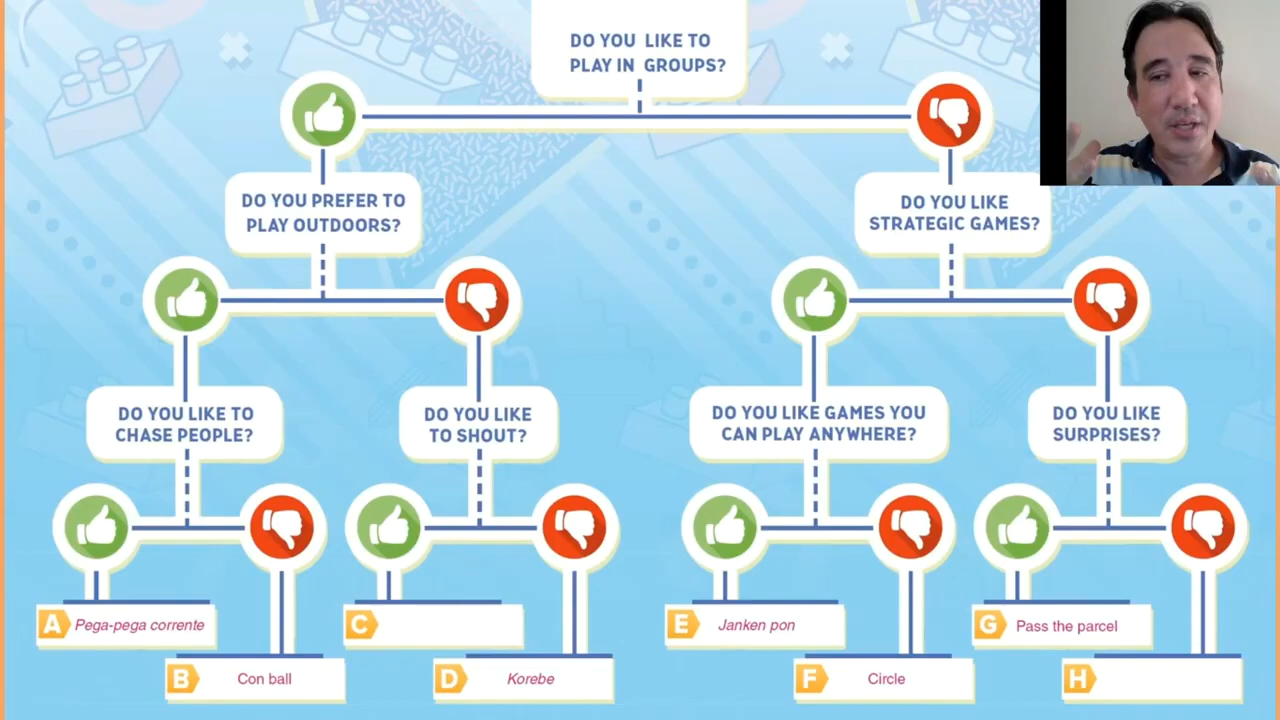 DO YOU LIKE TO
PLAY IN GROUPS?
DO YOU PREFER TO
PLAY OUTDOORS?
DO YOU LIKE
STRATEGIC GAMES?
DO YOU LIKE TO
CHASE PEOPLE?
DO YOU LIKE
TO SHOUT?
DO YOU LIKE GAMES YOU
CAN PLAY ANYWHERE?
DO YOU LIKE
SURPRISES?
A Pega-pega corrente
B Con ball
C
D Korebe
E Janken pon
F Circle
G Pass the parcel
H